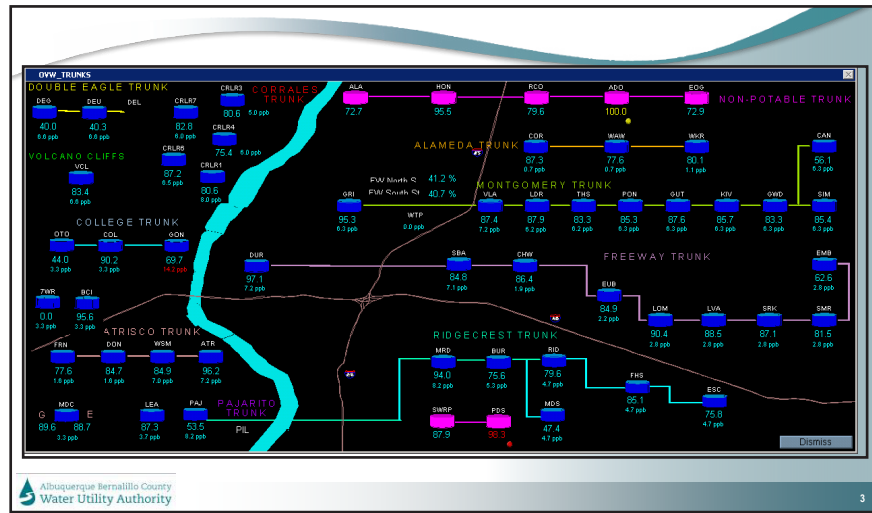 OVW_TRUNKS
DOUBLE EAGLE TRUNK
DEG DEU DEL
40.0 40.3
6.6 ppb 6.6 ppb
CRLR7
82.8
6.0 ppb
CRLR3
80.6 5.0 ppb
CORRALES
TRUNK
CRLR4
75.4 6.0 ppb
CRLR6
87.2
6.5 ppb
CRLR1
80.6
8.0 ppb
VOLCANO CLIFFS
VCL
83.4
6.6 ppb
ALA HON RCO ADO EOG
72.7 95.5 79.6 100.0 72.9
NON-POTABLE TRUNK
ALAMEDA TRUNK
COR WAW WKR
87.3 77.6 80.1
0.7 ppb 0.7 ppb 1.1 ppb
CAN
56.1
6.3 ppb
EW North S 41.2 %
EW South St 40.7 %
MONTGOMERY TRUNK
GRI VLA LDR THS PON GUT KIV GWD SIM
95.3 87.4 87.9 83.3 85.3 87.6 85.7 83.3 85.4
6.3 ppb 7.2 ppb 6.2 ppb 6.2 ppb 6.3 ppb 6.3 ppb 6.3 ppb 6.3 ppb 6.3 ppb
WTP
0.0 ppb
COLLEGE TRUNK
OTO COL GON
44.0 90.2 69.7
3.3 ppb 3.3 ppb 14.2 ppb
FREEWAY TRUNK
DUR SBA CHW
97.1 84.8 86.4
7.2 ppb 7.1 ppb 1.9 ppb
EMB
62.6
2.8 ppb
EUB
84.9
2.2 ppb
LOM LVA SRK SMR
90.4 88.5 87.1 81.5
2.8 ppb 2.8 ppb 2.8 ppb 2.8 ppb
7WR BCI
0.0 95.6
3.3 ppb 3.3 ppb
ATRISCO TRUNK
FRN DON WSM ATR
77.6 84.7 84.9 96.2
1.6 ppb 1.6 ppb 7.0 ppb 7.2 ppb
RIDGECREST TRUNK
MRD BUR RID
94.0 75.6 79.6
8.2 ppb 5.3 ppb 4.7 ppb
FHS
85.1
4.7 ppb
ESC
75.8
4.7 ppb
MDC
G E
89.6 88.7
3.3 ppb
LEA PAJ
87.3 53.5
3.7 ppb 8.2 ppb
PAJARITO
TRUNK
PIL
SWRP PDS
87.9 98.3
MDS
47.4
4.7 ppb
Dismiss
Albuquerque Bernalillo County
Water Utility Authority
3